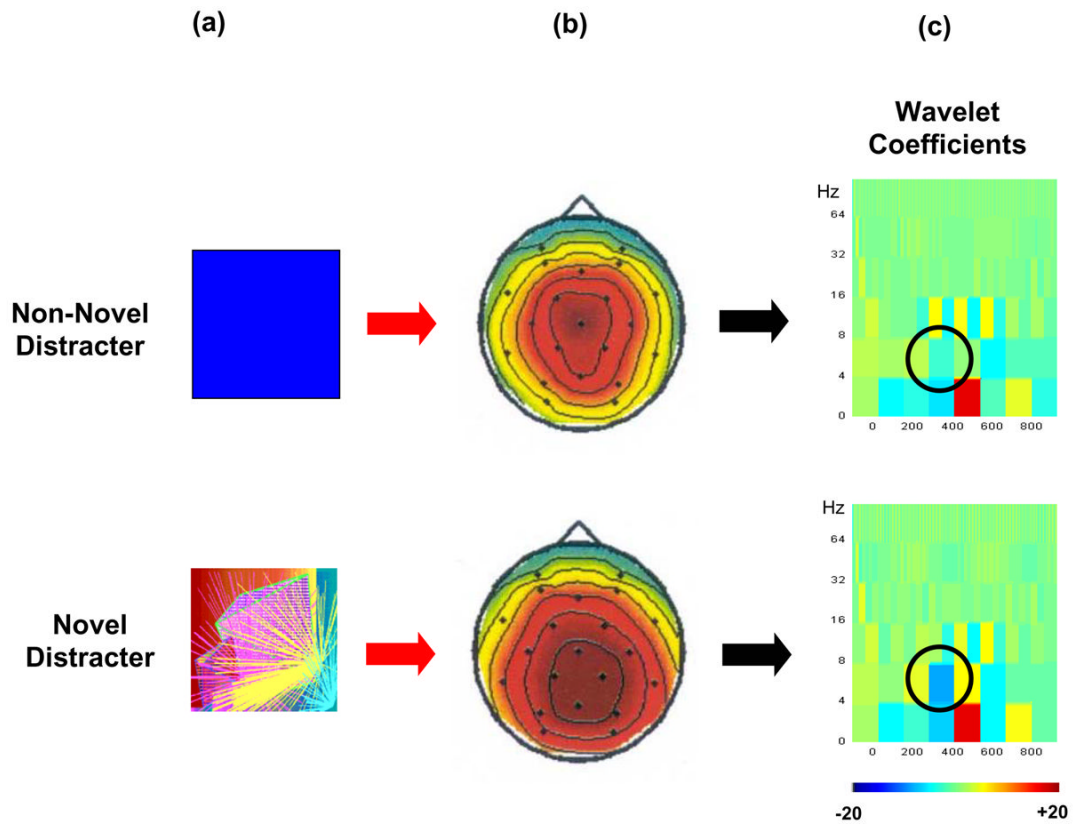 (a)
(b)
(c)
Wavelet
Coefficients
Non-Novel
Distracter
Hz
64
32
16
8
4
0
0 200 400 600 800
Novel
Distracter
Hz
64
32
16
8
4
0
0 200 400 600 800
-20 +20